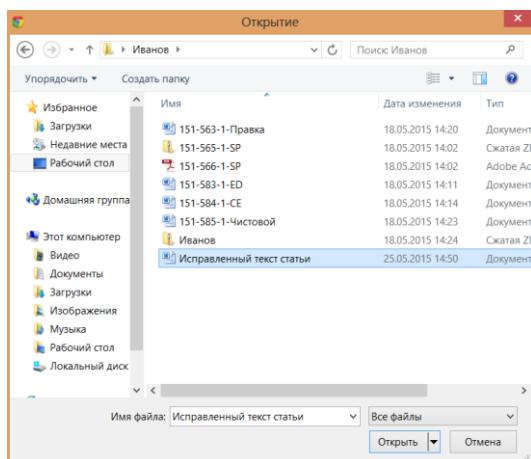 Открытие
Иванов
Поиск: Иванов
Упорядочить
Создать папку
Имя
Дата изменения
Тип
Избранное
Загрузки
Недавние места
Рабочий стол
Домашняя группа
Этот компьютер
Видео
Документы
Загрузки
Изображения
Музыка
Рабочий стол
Локальный диск
151-563-1-Правка 18.05.2015 14:20 Документ
151-565-1-SP 18.05.2015 14:02 Сжатая ZI
151-566-1-SP 18.05.2015 14:02 Adobe Ac
151-583-1-ED 18.05.2015 14:11 Документ
151-584-1-CE 18.05.2015 14:14 Документ
151-585-1-Чистовой 18.05.2015 14:23 Документ
Иванов 18.05.2015 14:24 Сжатая ZI
Исправленный текст статьи 25.05.2015 14:50 Документ
Имя файла: Исправленный текст статьи
Все файлы
Открыть
Отмена